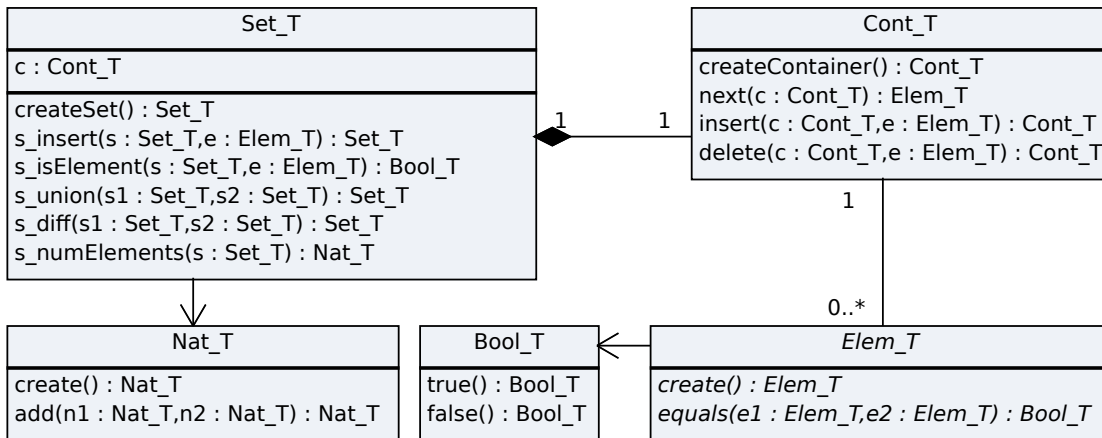 Set_T
c : Cont_T
createSet() : Set_T
s_insert(s : Set_T,e : Elem_T) : Set_T
s_isElement(s : Set_T,e : Elem_T) : Bool_T
s_union(s1 : Set_T,s2 : Set_T) : Set_T
s_diff(s1 : Set_T,s2 : Set_T) : Set_T
s_numElements(s : Set_T) : Nat_T
1
1
Cont_T
createContainer() : Cont_T
next(c : Cont_T) : Elem_T
insert(c : Cont_T,e : Elem_T) : Cont_T
delete(c : Cont_T,e : Elem_T) : Cont_T
1
0..*
Nat_T
create() : Nat_T
add(n1 : Nat_T,n2 : Nat_T) : Nat_T
Bool_T
true() : Bool_T
false() : Bool_T
Elem_T
create() : Elem_T
equals(e1 : Elem_T,e2 : Elem_T) : Bool_T